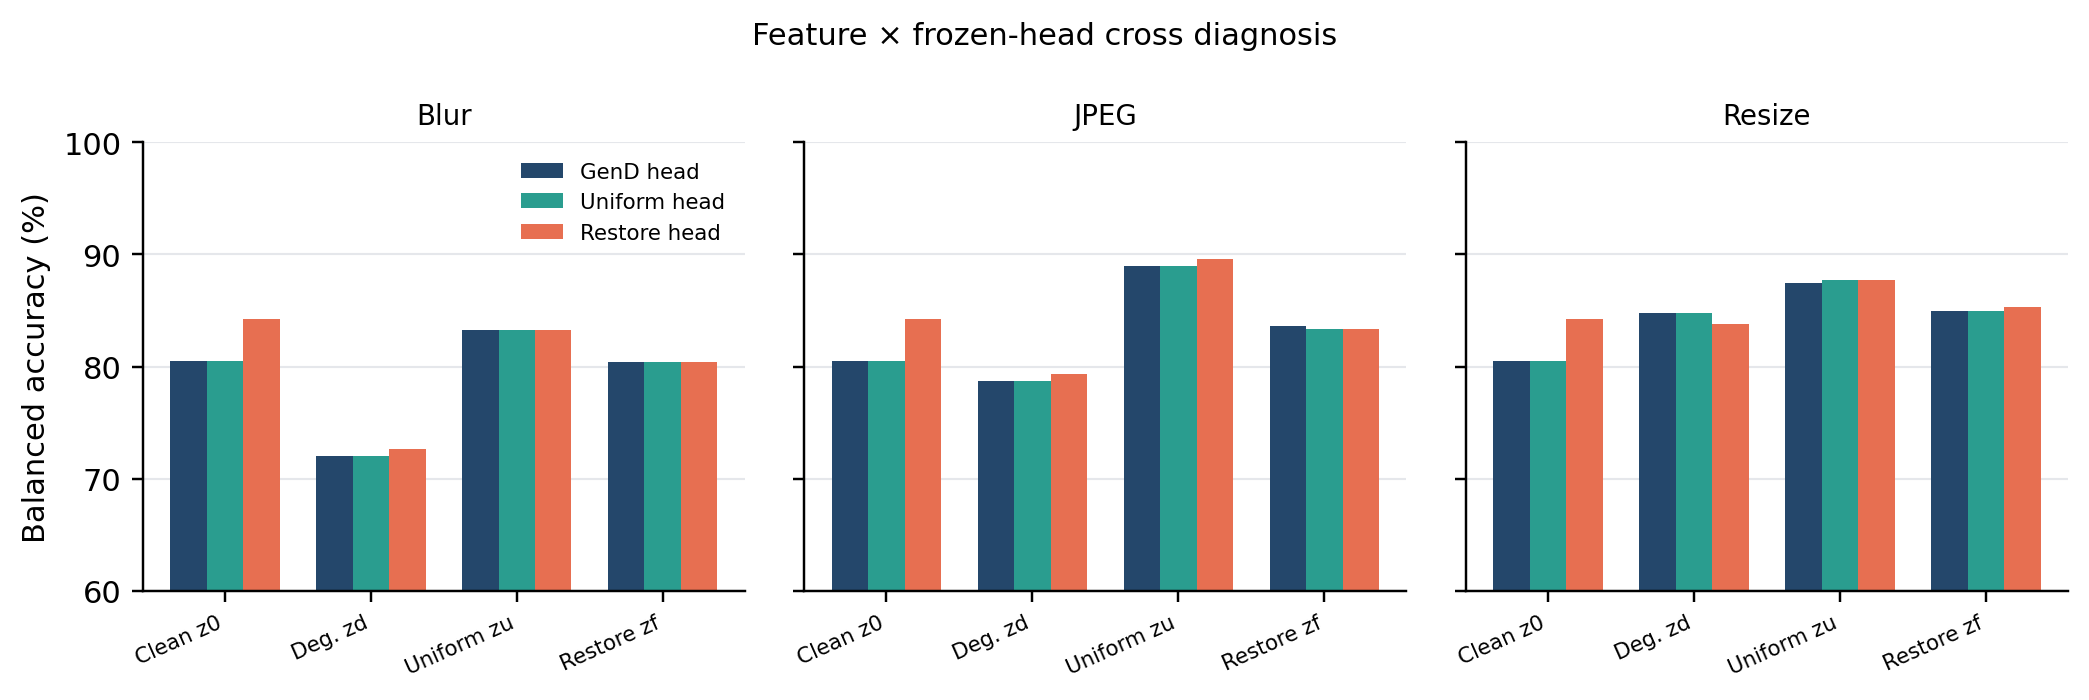 Feature × frozen-head cross diagnosis
Blur
JPEG
Resize
Balanced accuracy (%)
100
90
80
70
60
GenD head
Uniform head
Restore head
Clean z0
Deg. zd
Uniform zu
Restore zf
Clean z0
Deg. zd
Uniform zu
Restore zf
Clean z0
Deg. zd
Uniform zu
Restore zf